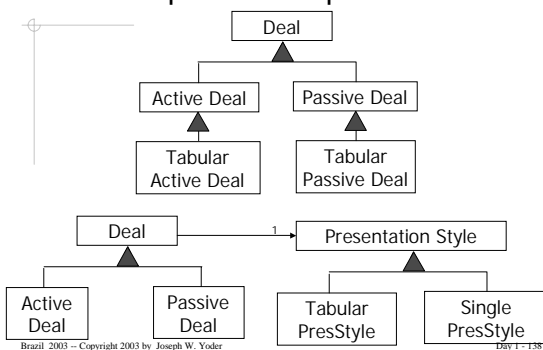 Deal
Active Deal
Passive Deal
Tabular
Active Deal
Tabular
Passive Deal
Deal
1
Presentation Style
Active
Deal
Passive
Deal
Tabular
PresStyle
Single
PresStyle
Brazil 2003 -- Copyright 2003 by Joseph W. Yoder
Day 1 - 138